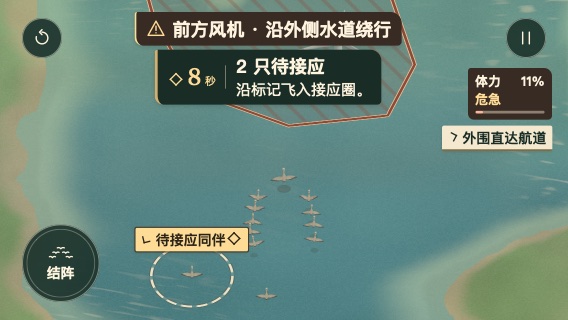 前方风机 · 沿外侧水道绕行
8秒
2 只待接应
沿标记飞入接应圈。
体力 11%
危急
外围直达航道
待接应同伴
结阵